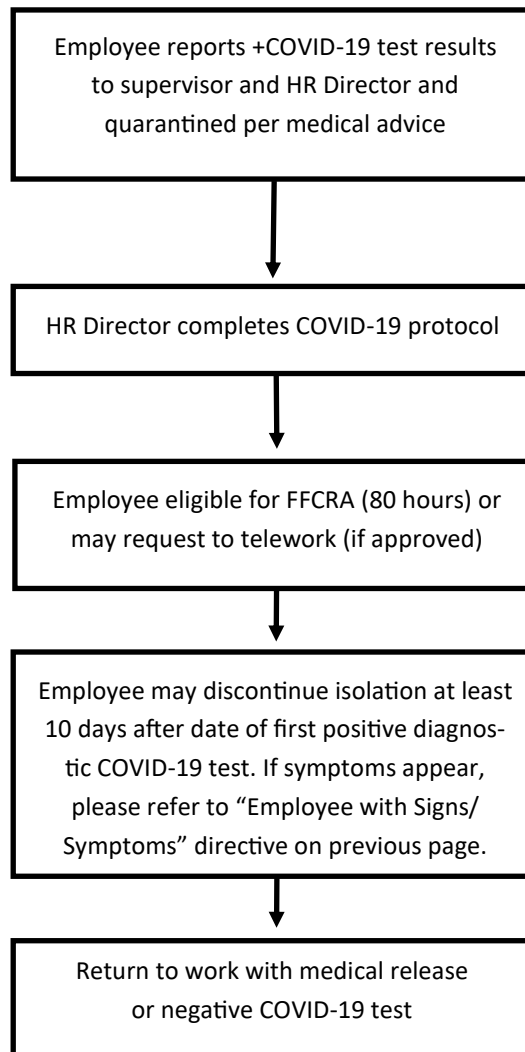 Employee reports +COVID-19 test results
to supervisor and HR Director and
quarantined per medical advice
HR Director completes COVID-19 protocol
Employee eligible for FFCRA (80 hours) or
may request to telework (if approved)
Employee may discontinue isolation at least
10 days after date of first positive diagnos-
tic COVID-19 test. If symptoms appear,
please refer to “Employee with Signs/
Symptoms” directive on previous page.
Return to work with medical release
or negative COVID-19 test